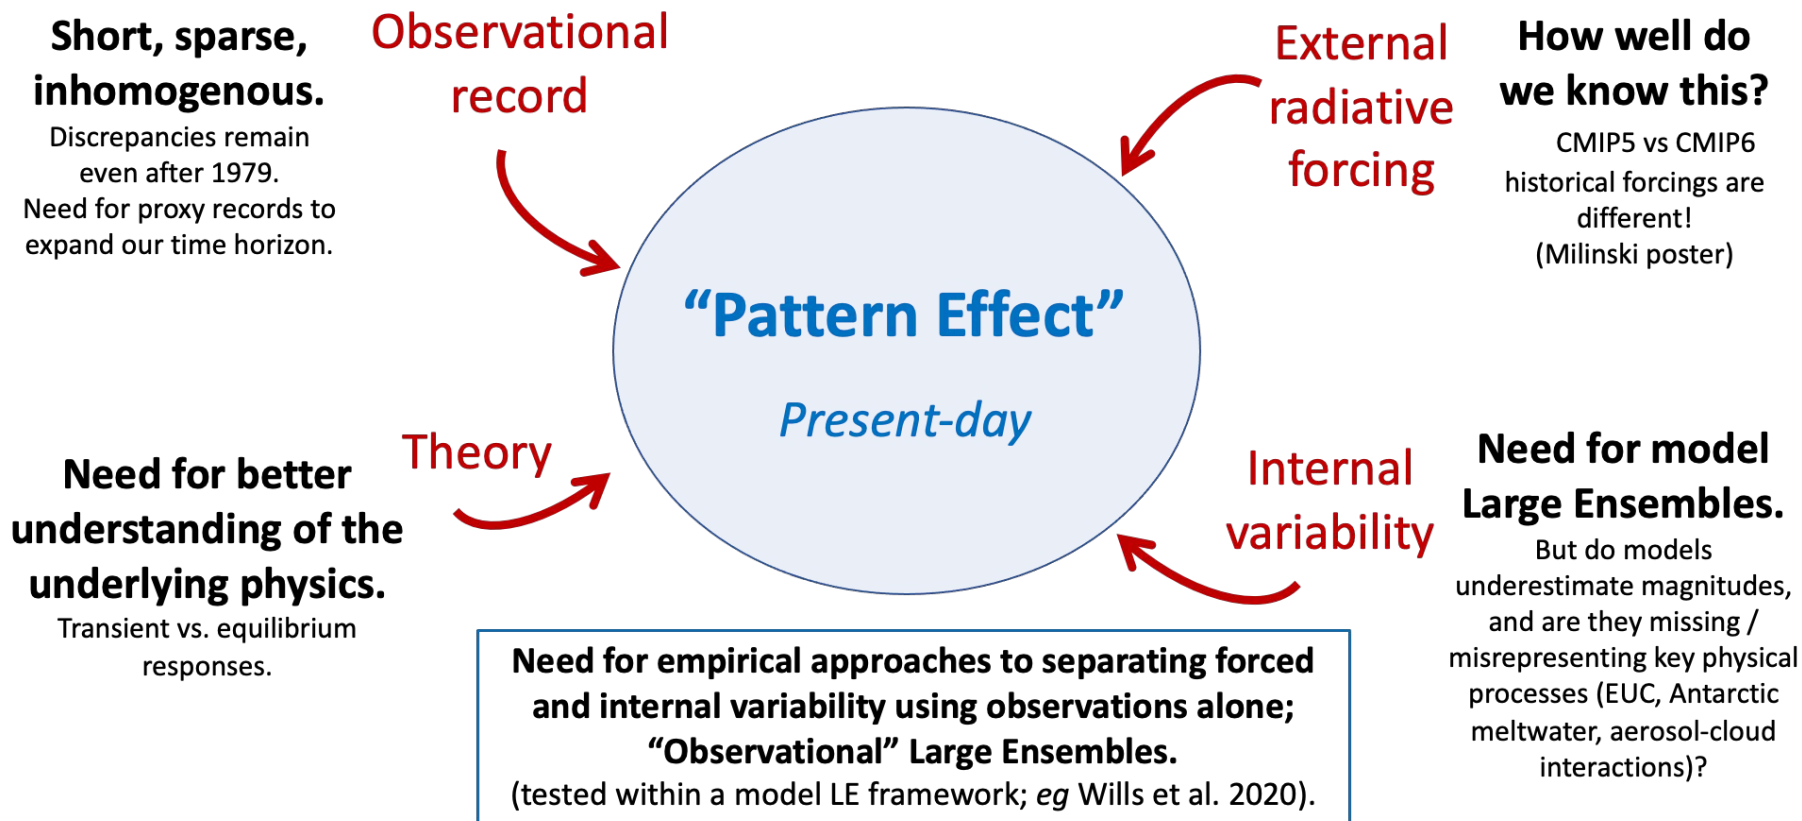 Short, sparse,
inhomogenous.
Discrepancies remain
even after 1979.
Need for proxy records to
expand our time horizon.
Observational
record
External
radiative
forcing
How well do
we know this?
CMIP5 vs CMIP6
historical forcings are
different!
(Milinski poster)
“Pattern Effect”
Present-day
Theory
Need for better
understanding of the
underlying physics.
Transient vs. equilibrium
responses.
Internal
variability
Need for model
Large Ensembles.
But do models
underestimate magnitudes,
and are they missing /
misrepresenting key physical
processes (EUC, Antarctic
meltwater, aerosol-cloud
interactions)?
Need for empirical approaches to separating forced
and internal variability using observations alone;
“Observational” Large Ensembles.
(tested within a model LE framework; eg Wills et al. 2020).